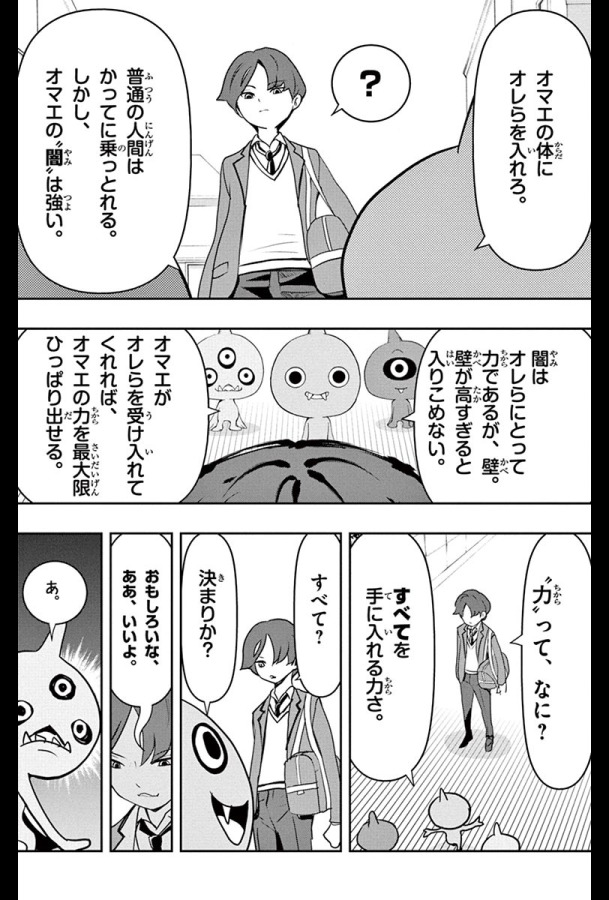 オマエの体に
オレらを入れろ。
?
普通の人間は
かってに乗っとれる。
しかし、
オマエの〝闇〟は強い。
闇は
オレらにとって
力であるが、壁。
壁が高すぎると
入りこめない。
オマエが
オレらを受け入れて
くれれば、
オマエの力を最大限
ひっぱり出せる。
〝力〟って、なに?
すべてを
手に入れる力さ。
すべて?
決まりか?
おもしろいな、
ああ、いいよ。
あ。